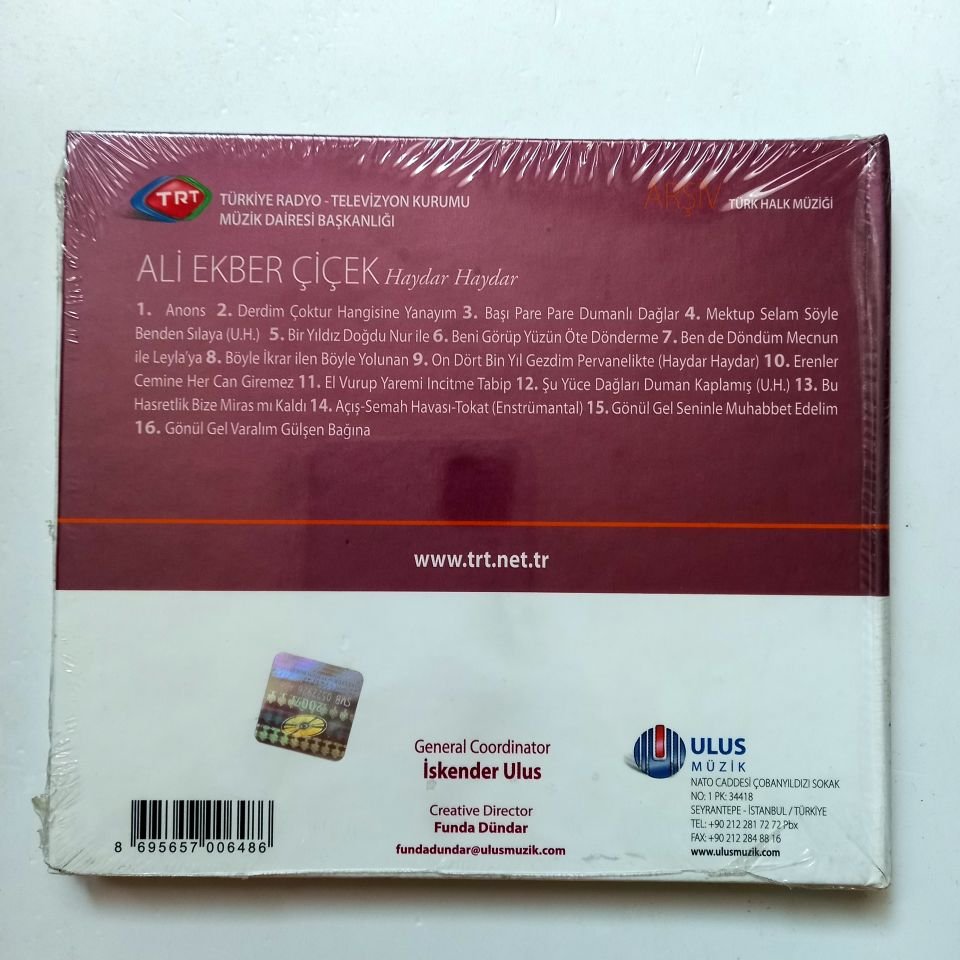 TRT
TÜRKİYE RADYO - TELEVİZYON KURUMU
MÜZİK DAİRESİ BAŞKANLIĞI
ARŞİV TÜRK HALK MÜZİĞİ
ALİ EKBER ÇİÇEK Haydar Haydar
1. Anons 2. Derdim Çoktur Hangisine Yanayım 3. Başı Pare Pare Dumanlı Dağlar 4. Mektup Selam Söyle
Benden Sılaya (U.H.) 5. Bir Yıldız Doğdu Nur ile 6. Beni Görüp Yüzün Öte Dönderme 7. Ben de Döndüm Mecnun
ile Leyla'ya 8. Böyle İkrar ilen Böyle Yolunan 9. On Dört Bin Yıl Gezdim Pervanelikte (Haydar Haydar) 10. Erenler
Cemine Her Can Giremez 11. El Vurup Yaremi Incitme Tabip 12. Şu Yüce Dağları Duman Kaplamış (U.H.) 13. Bu
Hasretlik Bize Miras mı Kaldı 14. Açış-Semah Havası-Tokat (Enstrümantal) 15. Gönül Gel Seninle Muhabbet Edelim
16. Gönül Gel Varalım Gülşen Bağına
www.trt.net.tr
General Coordinator
İskender Ulus
Creative Director
Funda Dündar
fundadundar@ulusmuzik.com
ULUS
MÜZİK
NATO CADDESİ ÇOBANYILDIZI SOKAK
NO: 1 PK: 34418
SEYRANTEPE - İSTANBUL / TÜRKİYE
TEL: +90 212 281 72 72 Pbx
FAX: +90 212 284 88 16
www.ulusmuzik.com
8 695657 006486